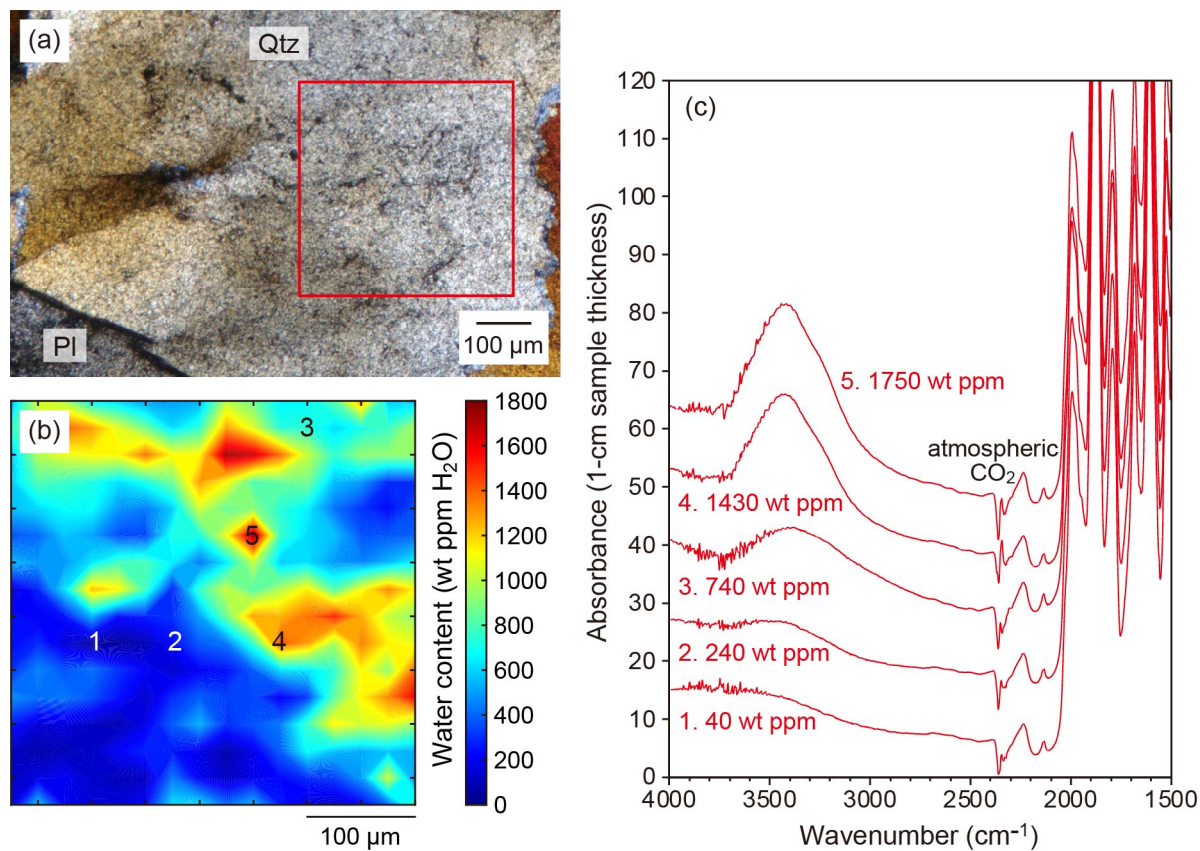 (a)
Qtz
Pl
100 µm
(b)
3
5
1
2
4
100 µm
1800
1600
1400
1200
1000
800
600
400
200
0
Water content (wt ppm H₂O)
(c)
120
110
100
90
80
70
60
50
40
30
20
10
0
Absorbance (1-cm sample thickness)
5. 1750 wt ppm
atmospheric
CO₂
4. 1430 wt ppm
3. 740 wt ppm
2. 240 wt ppm
1. 40 wt ppm
4000 3500 3000 2500 2000 1500
Wavenumber (cm⁻¹)